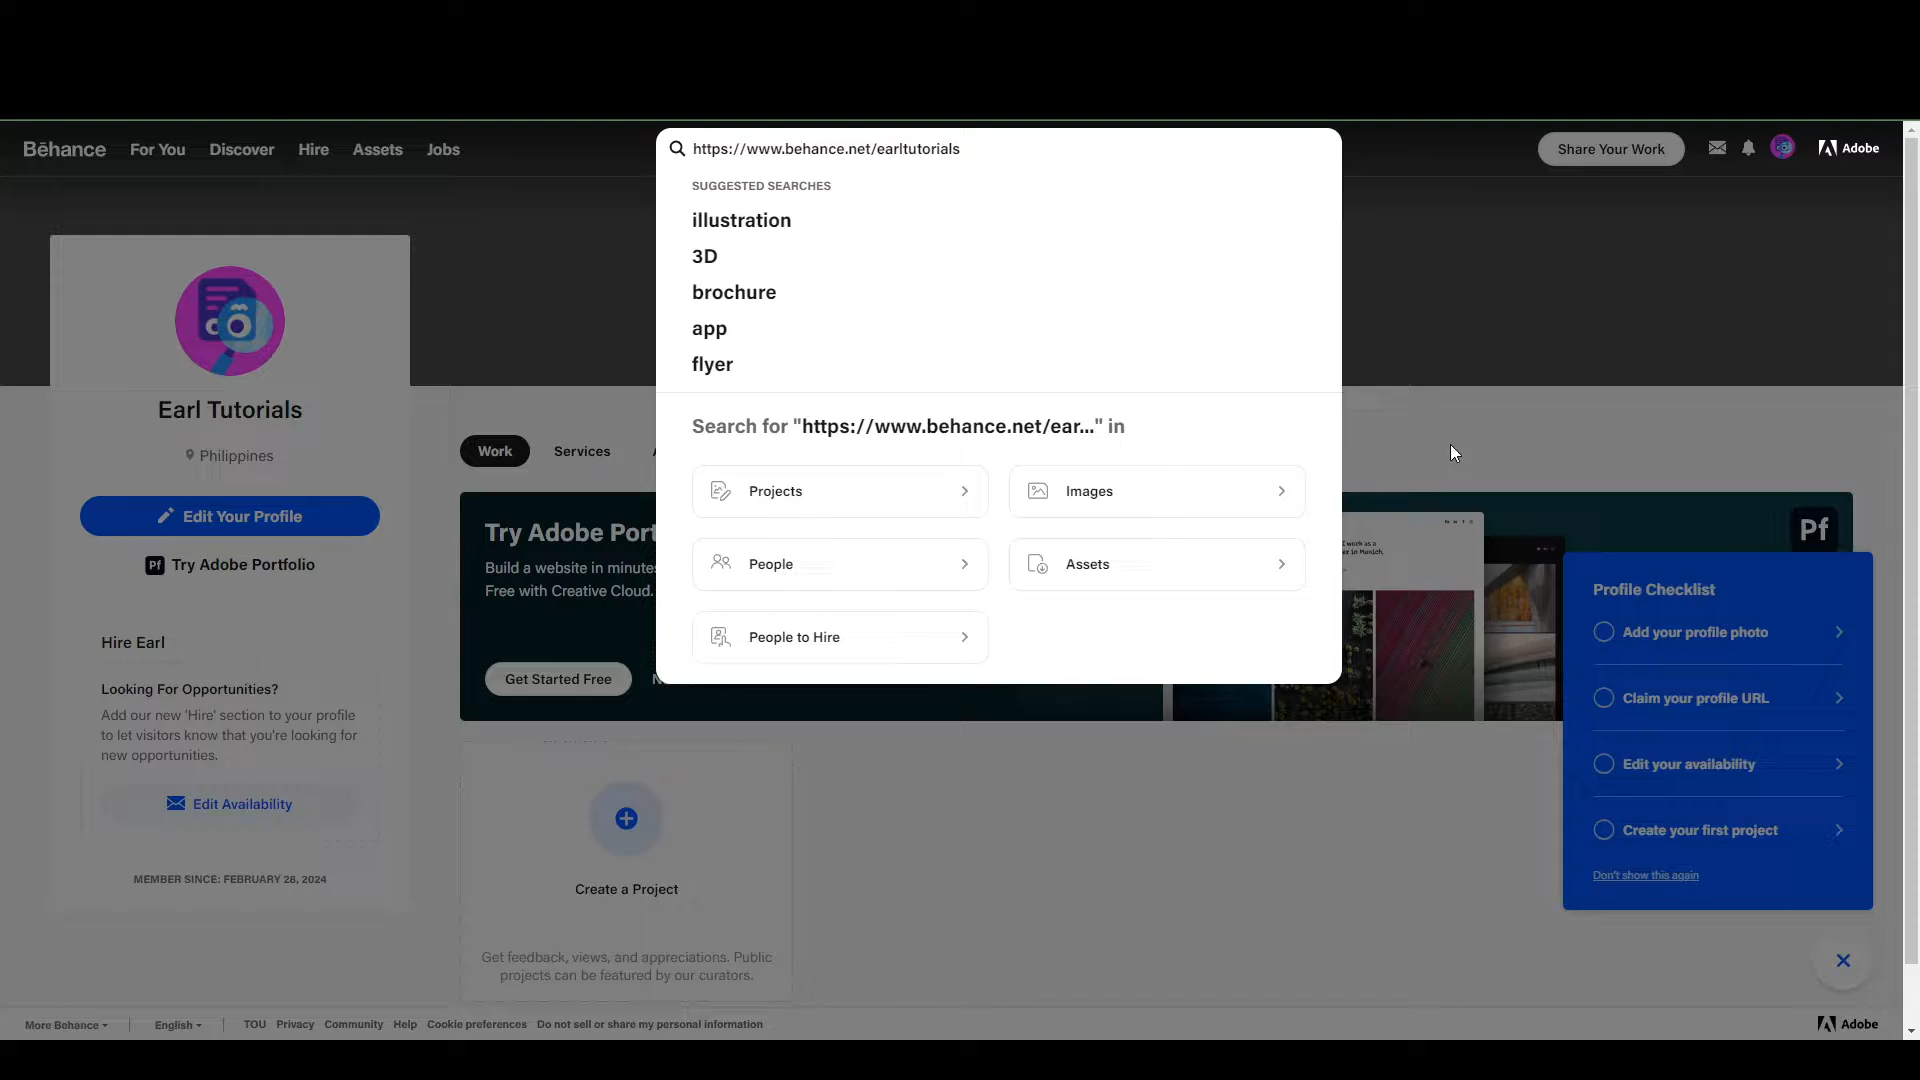 Bēhance
For You
Discover
Hire
Assets
Jobs
https://www.behance.net/earltutorials
Share Your Work
Adobe
SUGGESTED SEARCHES
illustration
3D
brochure
app
flyer
Search for "https://www.behance.net/ear..." in
Projects
Images
People
Assets
People to Hire
Earl Tutorials
Philippines
Edit Your Profile
Pf Try Adobe Portfolio
Hire Earl
Looking For Opportunities?
Add our new 'Hire' section to your profile
to let visitors know that you're looking for
new opportunities.
Edit Availability
MEMBER SINCE: FEBRUARY 28, 2024
Work
Services
Try Adobe Port
Build a website in minute
Free with Creative Cloud.
Get Started Free
Pf
Create a Project
Get feedback, views, and appreciations. Public
projects can be featured by our curators.
Profile Checklist
Add your profile photo
Claim your profile URL
Edit your availability
Create your first project
Don't show this again
More Behance
English
TOU
Privacy
Community
Help
Cookie preferences
Do not sell or share my personal information
Adobe